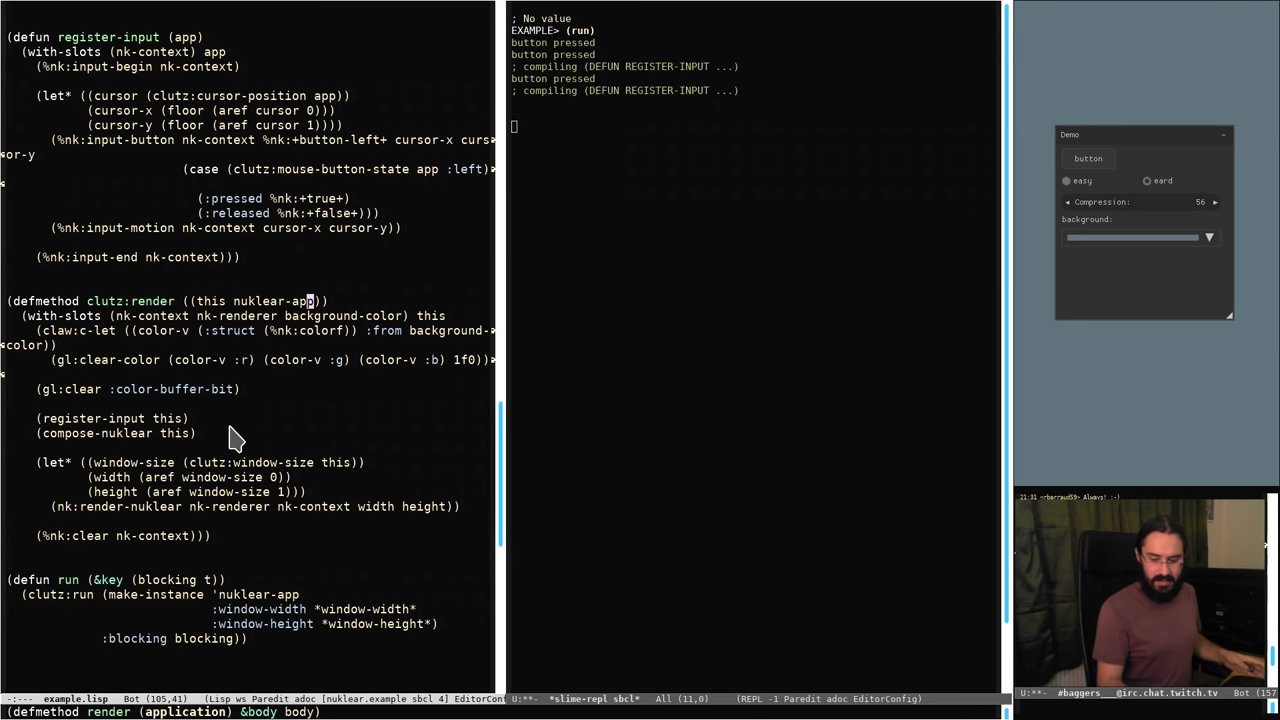 (defun register-input (app)
(with-slots (nk-context) app
(%nk:input-begin nk-context)
(let* ((cursor (clutz:cursor-position app))
(cursor-x (floor (aref cursor 0)))
(cursor-y (floor (aref cursor 1))))
(%nk:input-button nk-context %nk:+button-left+ cursor-x curs
or-y
(case (clutz:mouse-button-state app :left)
(:pressed %nk:+true+)
(:released %nk:+false+)))
(%nk:input-motion nk-context cursor-x cursor-y))
(%nk:input-end nk-context)))
(defmethod clutz:render ((this nuklear-app))
(with-slots (nk-context nk-renderer background-color) this
(claw:c-let ((color-v (:struct (%nk:colorf)) :from background-
color))
(gl:clear-color (color-v :r) (color-v :g) (color-v :b) 1f0))
(gl:clear :color-buffer-bit)
(register-input this)
(compose-nuklear this)
(let* ((window-size (clutz:window-size this))
(width (aref window-size 0))
(height (aref window-size 1)))
(nk:render-nuklear nk-renderer nk-context width height))
(%nk:clear nk-context)))
(defun run (&key (blocking t))
(clutz:run (make-instance 'nuklear-app
:window-width *window-width*
:window-height *window-height*)
:blocking blocking))
-:--- example.lisp Bot (105,41) (Lisp ws Paredit adoc [nuklear.example sbcl 4] EditorConf
(defmethod render (application) &body body)
; No value
EXAMPLE> (run)
button pressed
button pressed
; compiling (DEFUN REGISTER-INPUT ...)
button pressed
; compiling (DEFUN REGISTER-INPUT ...)
U:**- *slime-repl sbcl* All (11,0) (REPL -1 Paredit adoc EditorConfig)
Demo
button
easy eard
Compression: 56
background:
21:31 <rbarraud59> Always! :-)
U:**- #baggers___@irc.chat.twitch.tv Bot (157